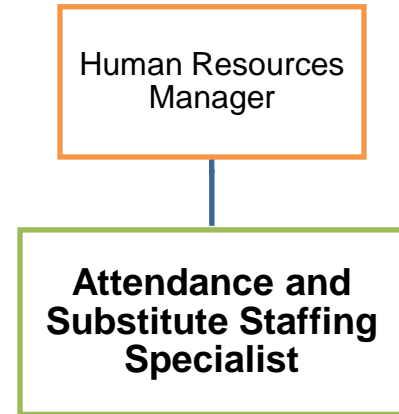 Human Resources
Manager
Attendance and
Substitute Staffing
Specialist